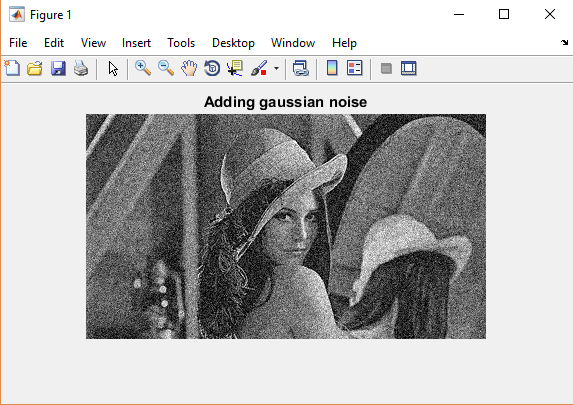 Figure 1
File Edit View Insert Tools Desktop Window Help
Adding gaussian noise